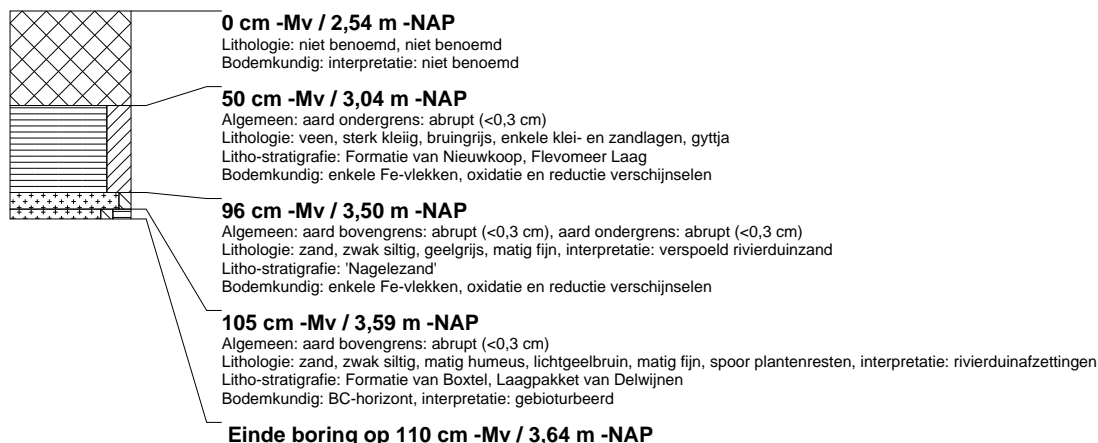 0 cm -Mv / 2,54 m -NAP
Lithologie: niet benoemd, niet benoemd
Bodemkundig: interpretatie: niet benoemd
50 cm -Mv / 3,04 m -NAP
Algemeen: aard ondergrens: abrupt (<0,3 cm)
Lithologie: veen, sterk kleiig, bruingrijs, enkele klei- en zandlagen, gyttja
Litho-stratigrafie: Formatie van Nieuwkoop, Flevomeer Laag
Bodemkundig: enkele Fe-vlekken, oxidatie en reductie verschijnselen
96 cm -Mv / 3,50 m -NAP
Algemeen: aard bovengrens: abrupt (<0,3 cm), aard ondergrens: abrupt (<0,3 cm)
Lithologie: zand, zwak siltig, geelgrijs, matig fijn, interpretatie: verspoeld rivierduinzand
Litho-stratigrafie: 'Nagelezand'
Bodemkundig: enkele Fe-vlekken, oxidatie en reductie verschijnselen
105 cm -Mv / 3,59 m -NAP
Algemeen: aard bovengrens: abrupt (<0,3 cm)
Lithologie: zand, zwak siltig, matig humeus, lichtgeelbruin, matig fijn, spoor plantenresten, interpretatie: rivierduinafzettingen
Litho-stratigrafie: Formatie van Boxtel, Laagpakket van Delwijnen
Bodemkundig: BC-horizont, interpretatie: gebioturbeerd
Einde boring op 110 cm -Mv / 3,64 m -NAP